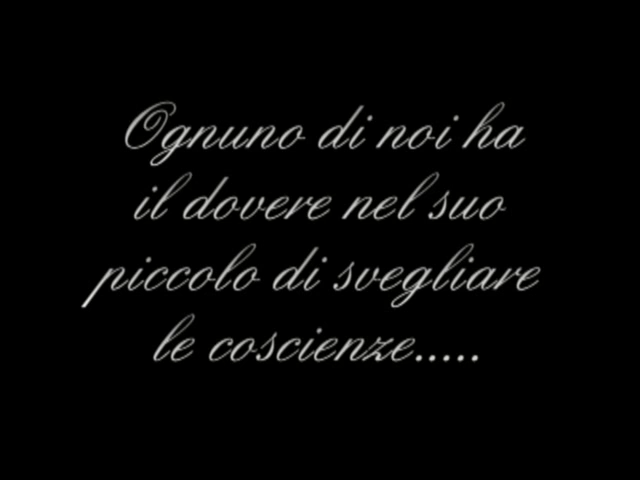 Ognuno di noi ha
il dovere nel suo
piccolo di svegliare
le coscienze.....